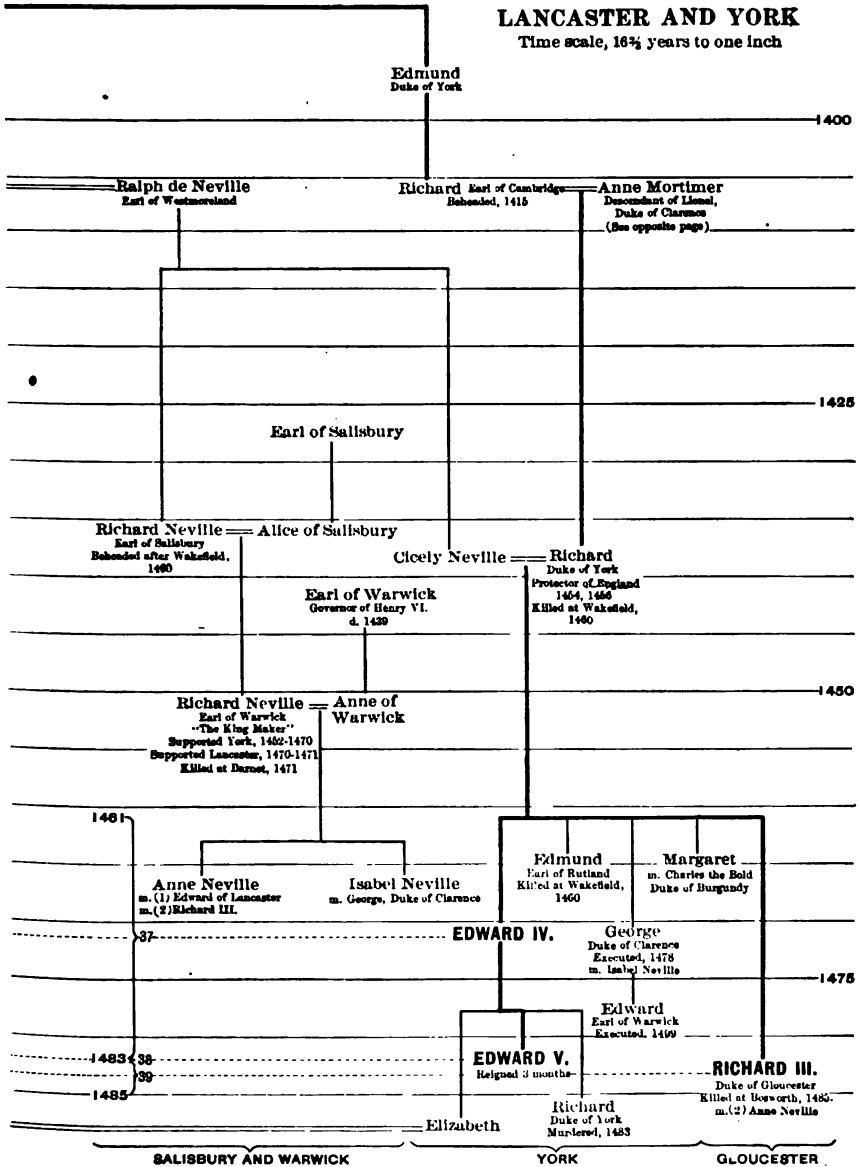 LANCASTER AND YORK
Time scale, 16⅔ years to one inch
Edmund
Duke of York
1400
Ralph de Neville
Earl of Westmoreland
Richard Earl of Cambridge
Beheaded, 1415
Anne Mortimer
Descendant of Lionel,
Duke of Clarence
(See opposite page)
1425
Earl of Salisbury
Richard Neville
Earl of Salisbury
Beheaded after Wakefield,
1460
Alice of Salisbury
Cicely Neville
Richard
Duke of York
Protector of England
1454, 1456
Killed at Wakefield,
1460
Earl of Warwick
Governor of Henry VI.
d. 1439
1450
Richard Neville
Earl of Warwick
"The King Maker"
Supported York, 1452-1470
Supported Lancaster, 1470-1471
Killed at Barnet, 1471
Anne of
Warwick
1461
Anne Neville
m. (1) Edward of Lancaster
m. (2) Richard III.
Isabel Neville
m. George, Duke of Clarence
Edmund
Earl of Rutland
Killed at Wakefield,
1460
Margaret
m. Charles the Bold
Duke of Burgundy
37
EDWARD IV.
George
Duke of Clarence
Executed, 1478
m. Isabel Neville
1475
Edward
Earl of Warwick
Executed, 1499
1483
38
EDWARD V.
Reigned 3 months
39
RICHARD III.
Duke of Gloucester
Killed at Bosworth, 1485.
m.(2) Anne Neville
1485
Elizabeth
Richard
Duke of York
Murdered, 1483
SALISBURY AND WARWICK
YORK
GLOUCESTER